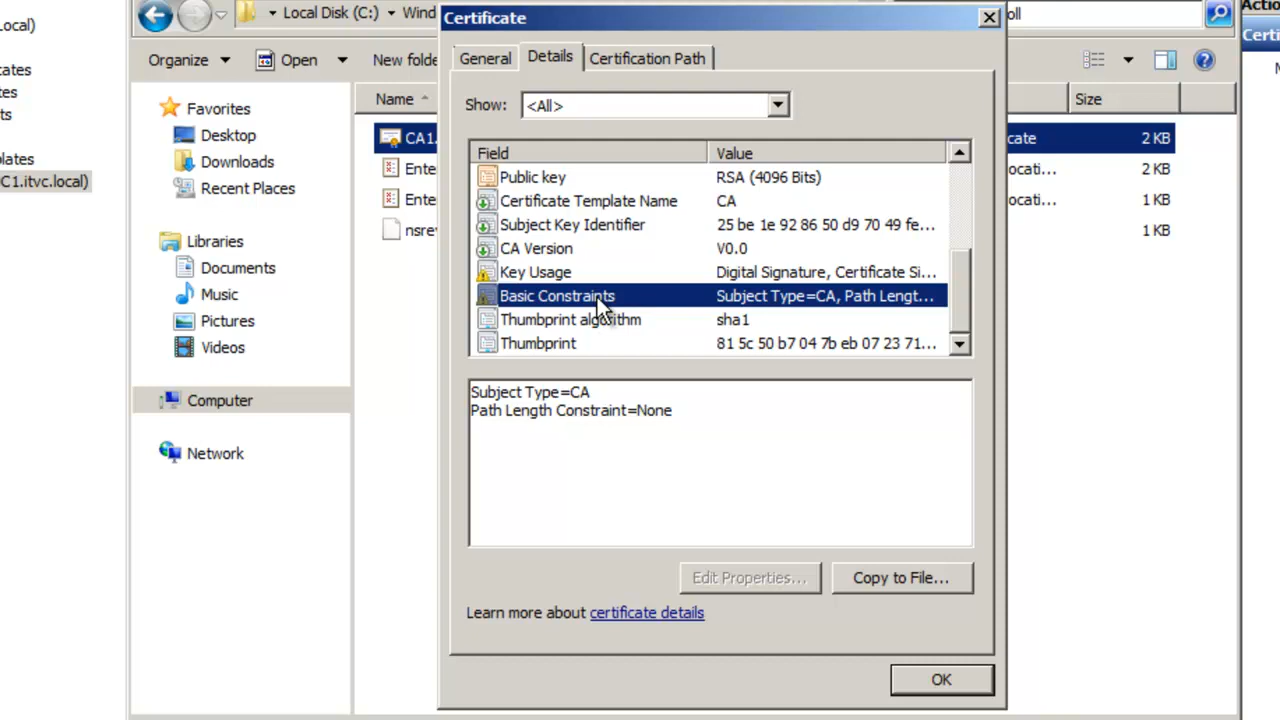 Local)
cates
tes
ts
plates
C1.itvc.local)
Local Disk (C:)
Wind
oll
Organize
Open
New folde
Favorites
Desktop
Downloads
Recent Places
Libraries
Documents
Music
Pictures
Videos
Computer
Network
Name
CA1.
Ente
Ente
nsre
Certificate
General
Details
Certification Path
Show:
<All>
Field Value
Public key RSA (4096 Bits)
Certificate Template Name CA
Subject Key Identifier 25 be 1e 92 86 50 d9 70 49 fe...
CA Version V0.0
Key Usage Digital Signature, Certificate Si...
Basic Constraints Subject Type=CA, Path Lengt...
Thumbprint algorithm sha1
Thumbprint 81 5c 50 b7 04 7b eb 07 23 71...
Subject Type=CA
Path Length Constraint=None
Edit Properties...
Copy to File...
Learn more about certificate details
OK
Size
cate 2 KB
ocati... 2 KB
ocati... 1 KB
1 KB
Actio
Certi